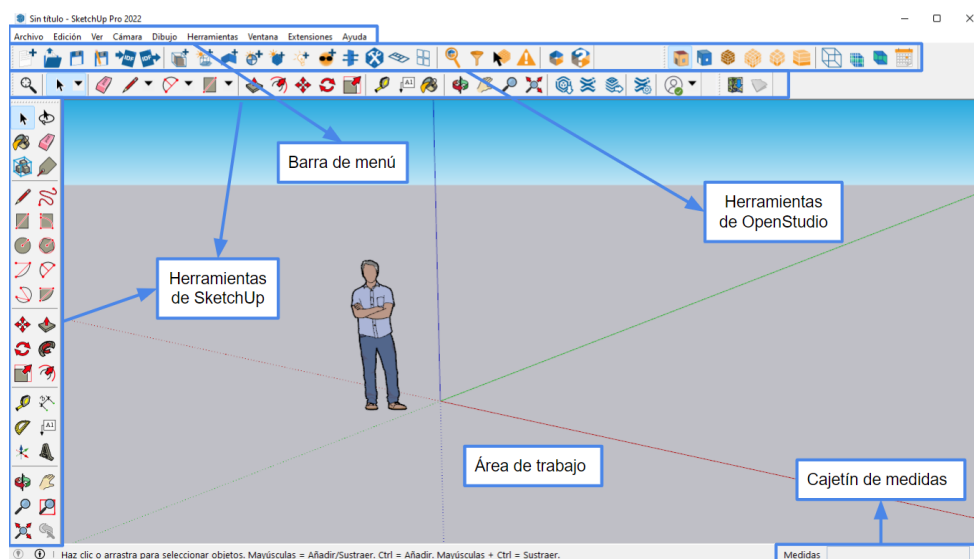 Sin título - SketchUp Pro 2022
Archivo Edición Ver Cámara Dibujo Herramientas Ventana Extensiones Ayuda
Barra de menú
Herramientas
de OpenStudio
Herramientas
de SketchUp
Área de trabajo
Cajetín de medidas
Haz clic o arrastra para seleccionar objetos. Mayúsculas = Añadir/Sustraer. Ctrl = Añadir. Mayúsculas + Ctrl = Sustraer.
Medidas